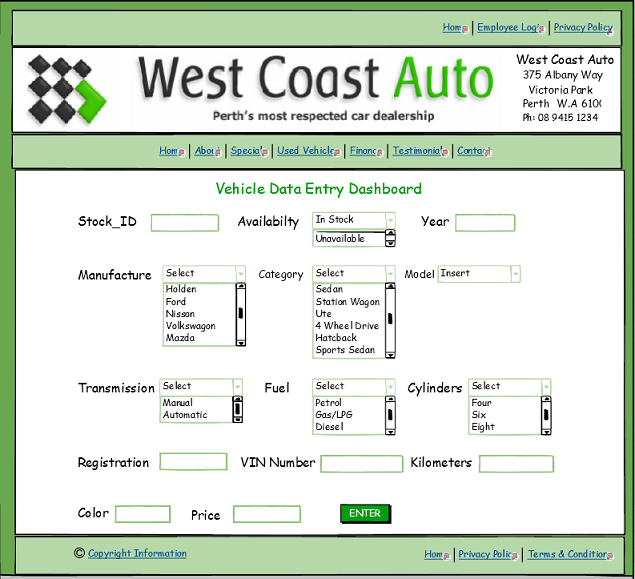 Home | Employee Login | Privacy Policy
West Coast Auto
Perth's most respected car dealership
West Coast Auto
375 Albany Way
Victoria Park
Perth W.A 6100
Ph: 08 9415 1234
Home | About | Specials | Used Vehicles | Finance | Testimonials | Contact
Vehicle Data Entry Dashboard
Stock_ID Availabilty In Stock Year
Unavailable
Manufacture Select Category Select Model Insert
Holden Sedan
Ford Station Wagon
Nisson Ute
Volkswagon 4 Wheel Drive
Mazda Hatcback
Sports Sedan
Transmission Select Fuel Select Cylinders Select
Manual Petrol Four
Automatic Gas/LPG Six
Diesel Eight
Registration VIN Number Kilometers
Color Price ENTER
© Copyright Information Home | Privacy Policy | Terms & Conditions